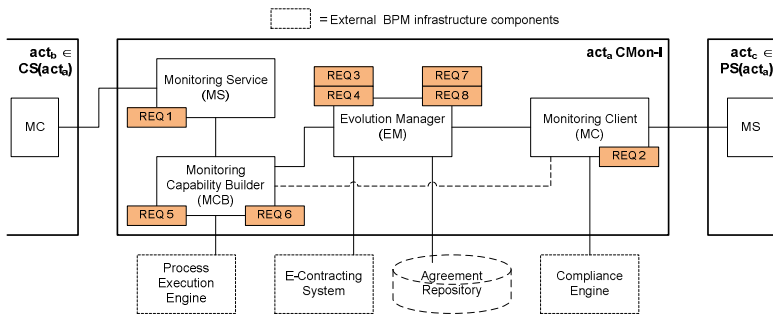 = External BPM infrastructure components
act_b ∈
CS(act_a)
MC
act_a CMon-I
Monitoring Service
(MS)
REQ 1
REQ 3
REQ 4
REQ 7
REQ 8
Evolution Manager
(EM)
Monitoring Client
(MC)
REQ 2
Monitoring
Capability Builder
(MCB)
REQ 5
REQ 6
act_c ∈
PS(act_a)
MS
Process
Execution
Engine
E-Contracting
System
Agreement
Repository
Compliance
Engine